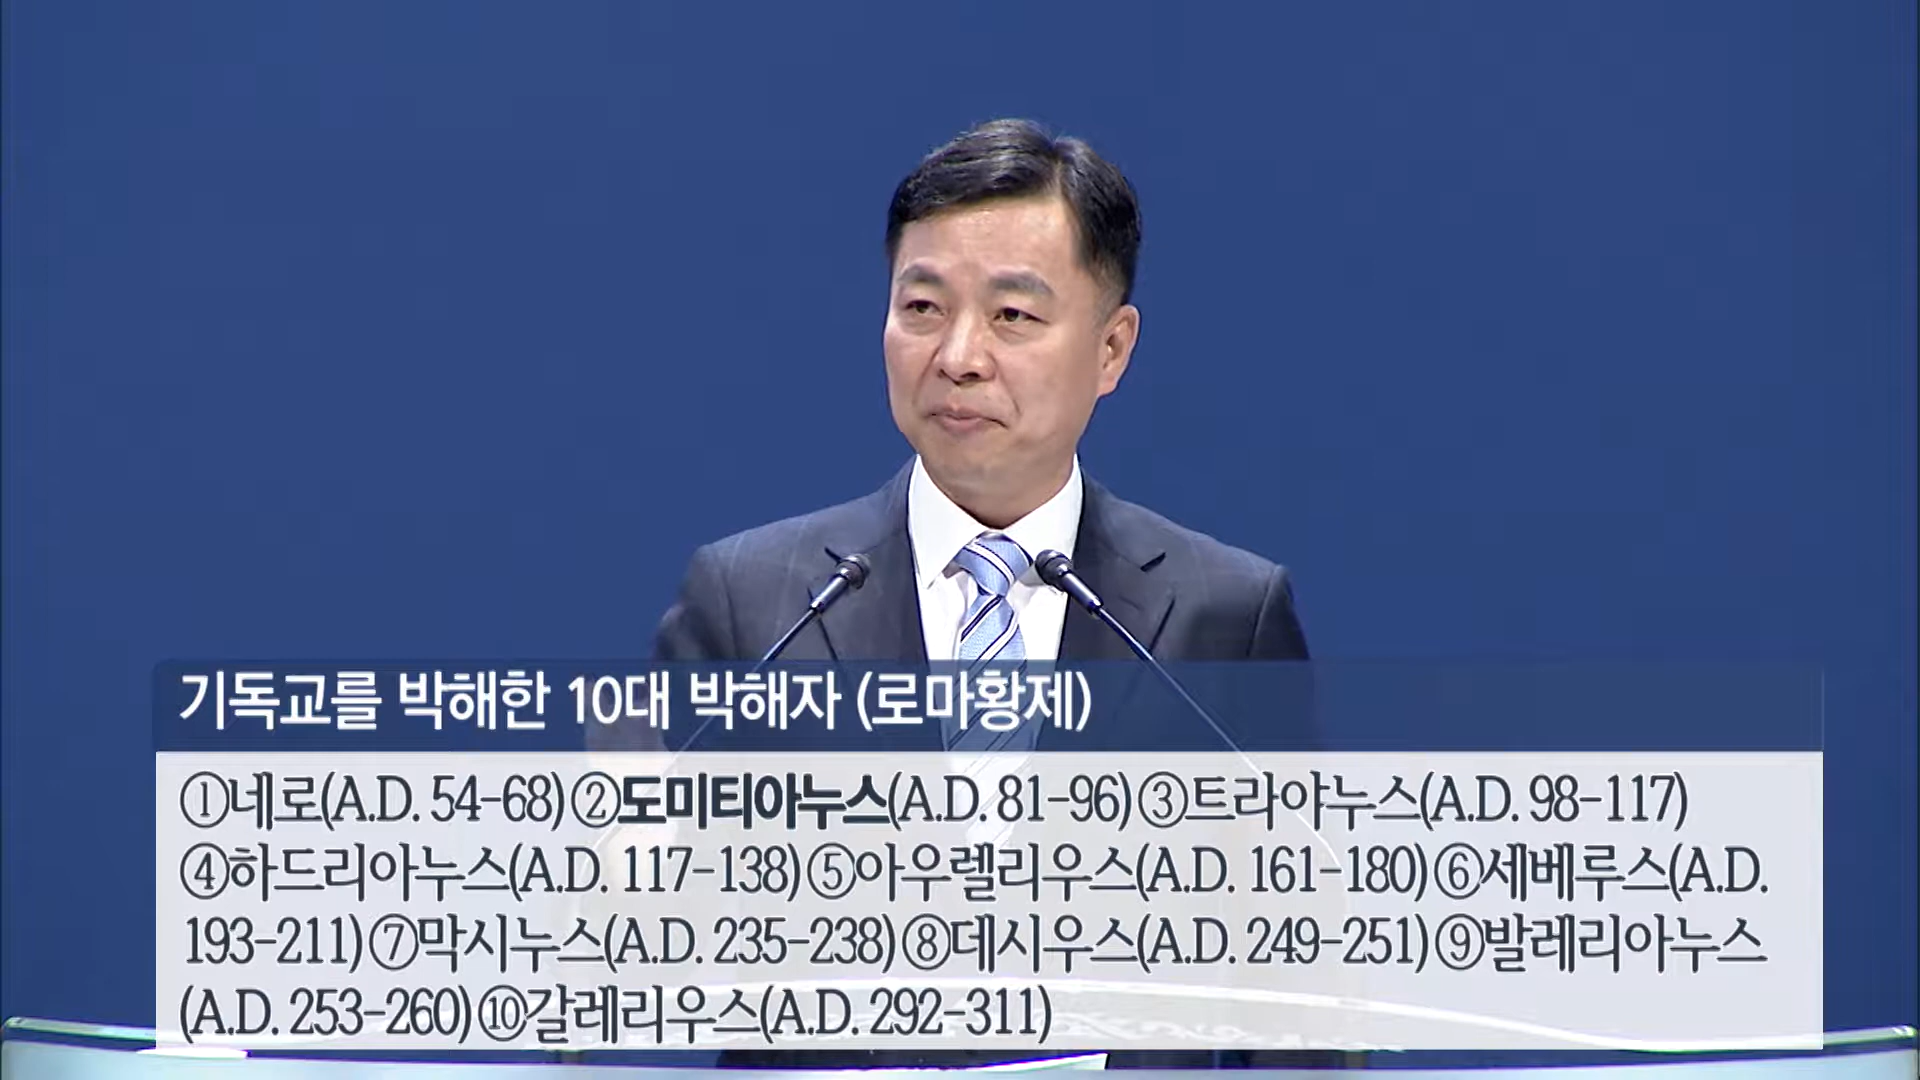 기독교를 박해한 10대 박해자 (로마황제)
①네로(A.D. 54-68) ②도미티아누스(A.D. 81-96) ③트라야누스(A.D. 98-117)
④하드리아누스(A.D. 117-138) ⑤아우렐리우스(A.D. 161-180) ⑥세베루스(A.D.
193-211) ⑦막시누스(A.D. 235-238) ⑧데시우스(A.D. 249-251) ⑨발레리아누스
(A.D. 253-260) ⑩갈레리우스(A.D. 292-311)